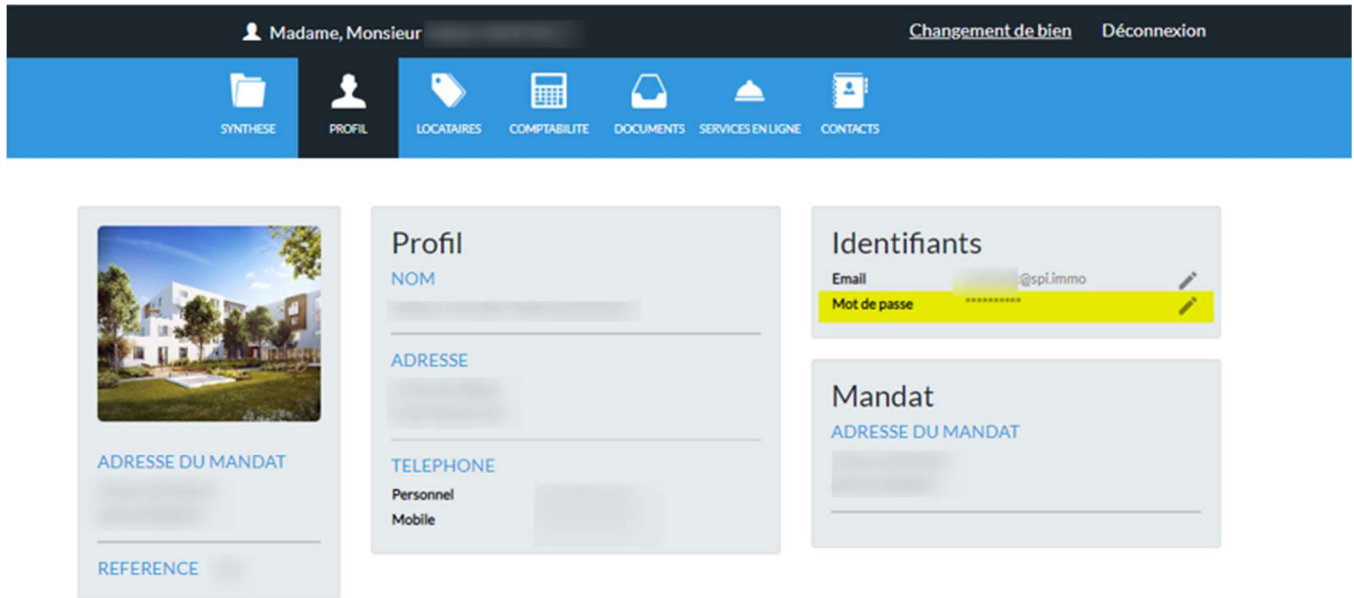 Madame, Monsieur
Changement de bien
Déconnexion
SYNTHESE
PROFIL
LOCATAIRES
COMPTABILITE
DOCUMENTS
SERVICES EN LIGNE
CONTACTS
ADRESSE DU MANDAT
REFERENCE
Profil
NOM
ADRESSE
TELEPHONE
Personnel
Mobile
Identifiants
Email @spi.immo
Mot de passe **********
Mandat
ADRESSE DU MANDAT